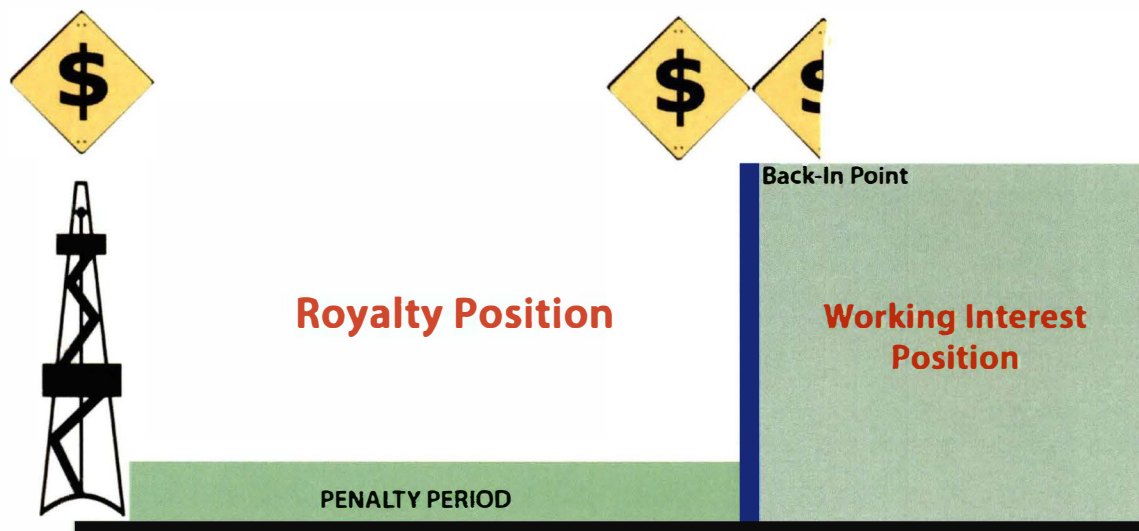 $
$
$
Back-In Point
Royalty Position
Working Interest
Position
PENALTY PERIOD